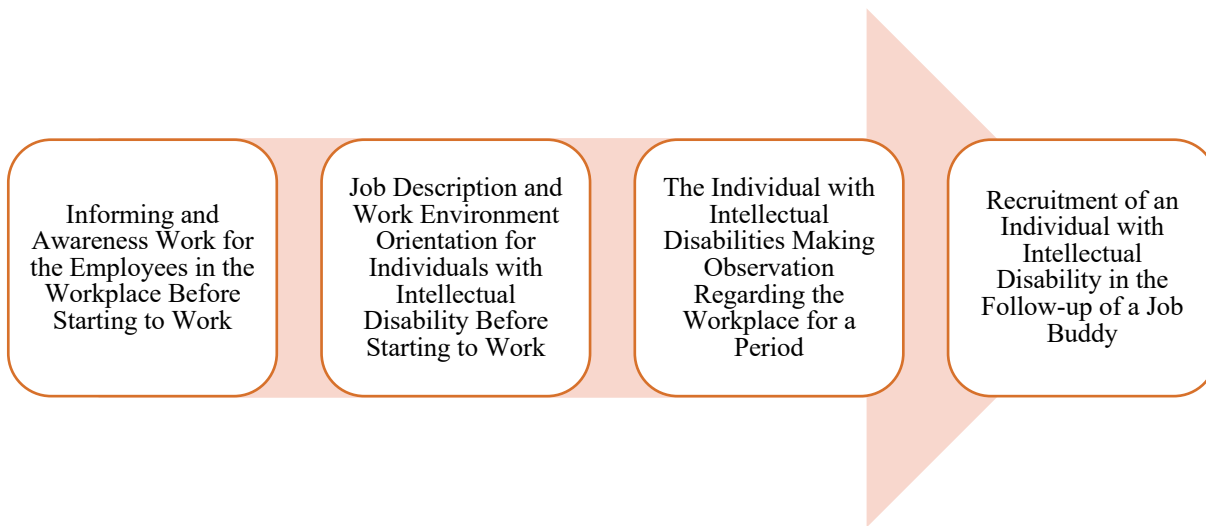 Informing and
Awareness Work for
the Employees in the
Workplace Before
Starting to Work
Job Description and
Work Environment
Orientation for
Individuals with
Intellectual
Disability Before
Starting to Work
The Individual with
Intellectual
Disabilities Making
Observation
Regarding the
Workplace for a
Period
Recruitment of an
Individual with
Intellectual
Disability in the
Follow-up of a Job
Buddy